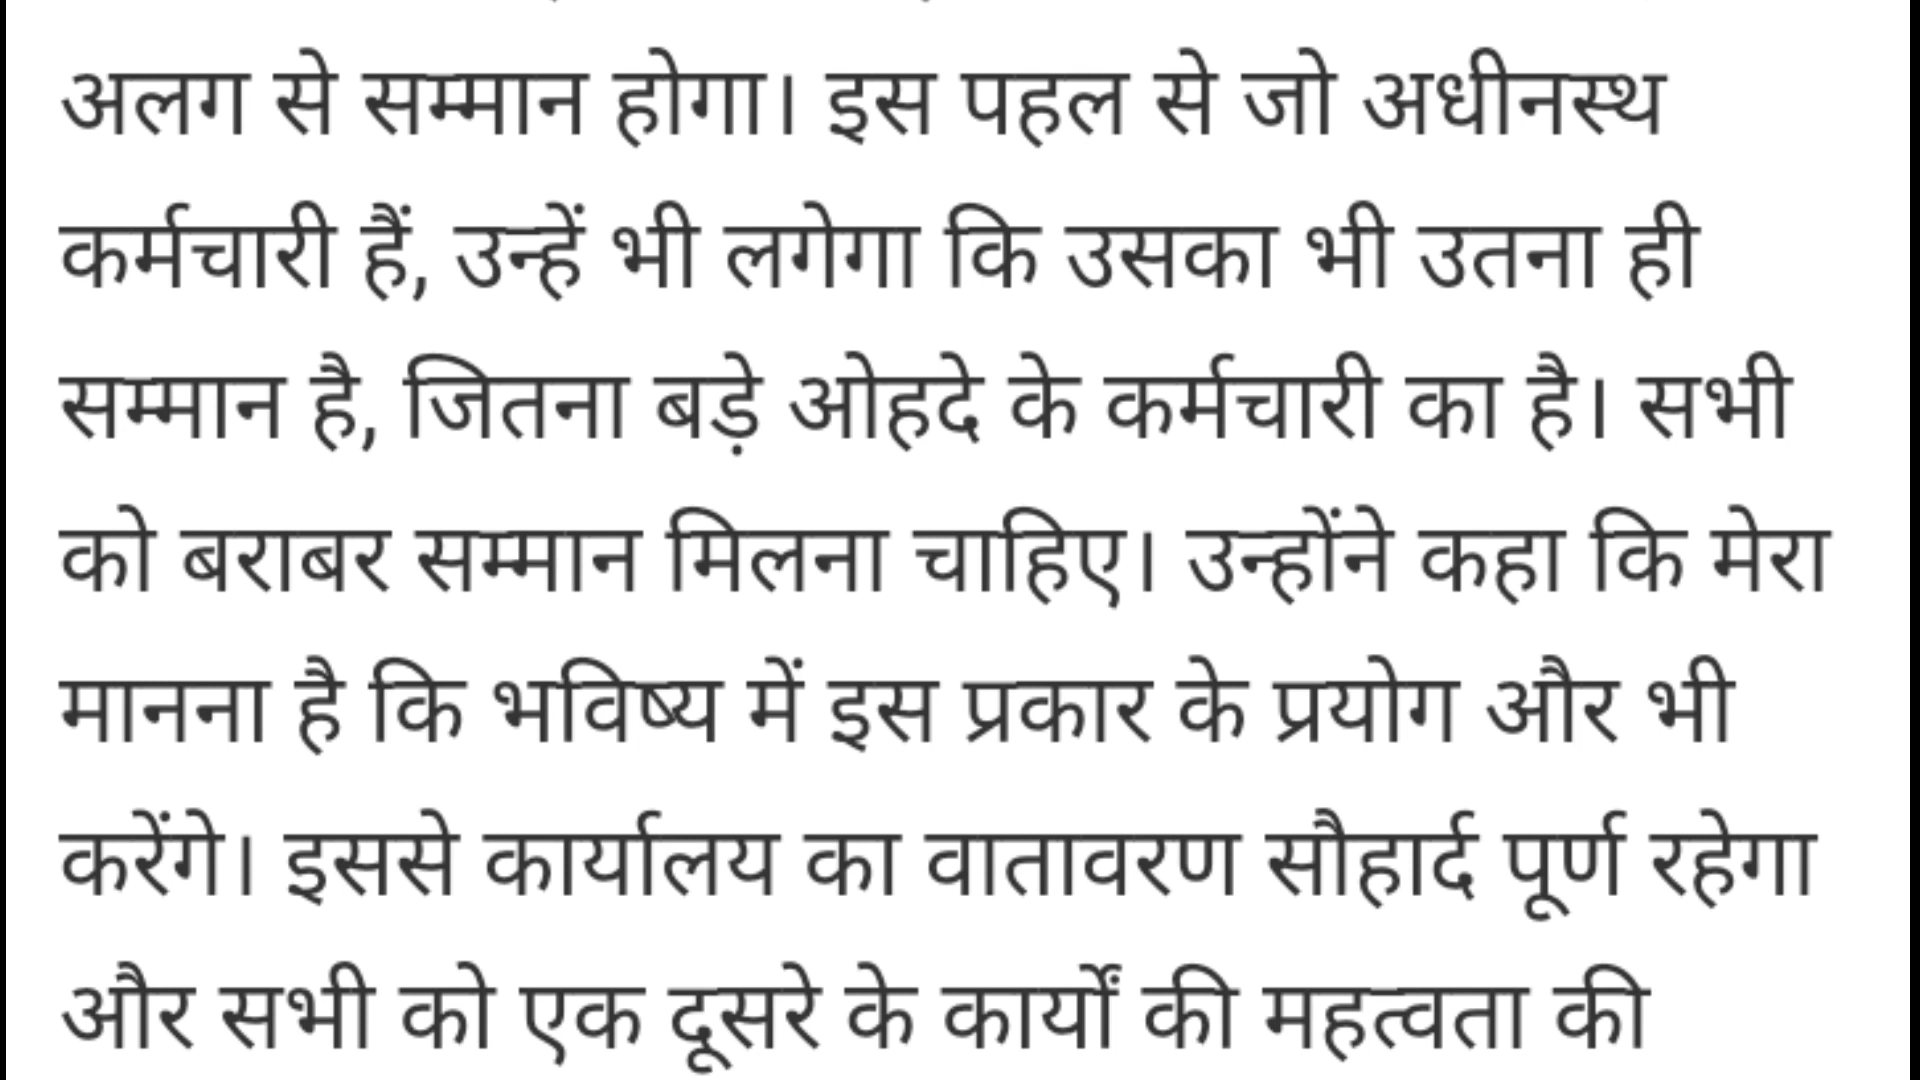 अलग से सम्मान होगा। इस पहल से जो अधीनस्थ
कर्मचारी हैं, उन्हें भी लगेगा कि उसका भी उतना ही
सम्मान है, जितना बड़े ओहदे के कर्मचारी का है। सभी
को बराबर सम्मान मिलना चाहिए। उन्होंने कहा कि मेरा
मानना है कि भविष्य में इस प्रकार के प्रयोग और भी
करेंगे। इससे कार्यालय का वातावरण सौहार्द पूर्ण रहेगा
और सभी को एक दूसरे के कार्यों की महत्वता की